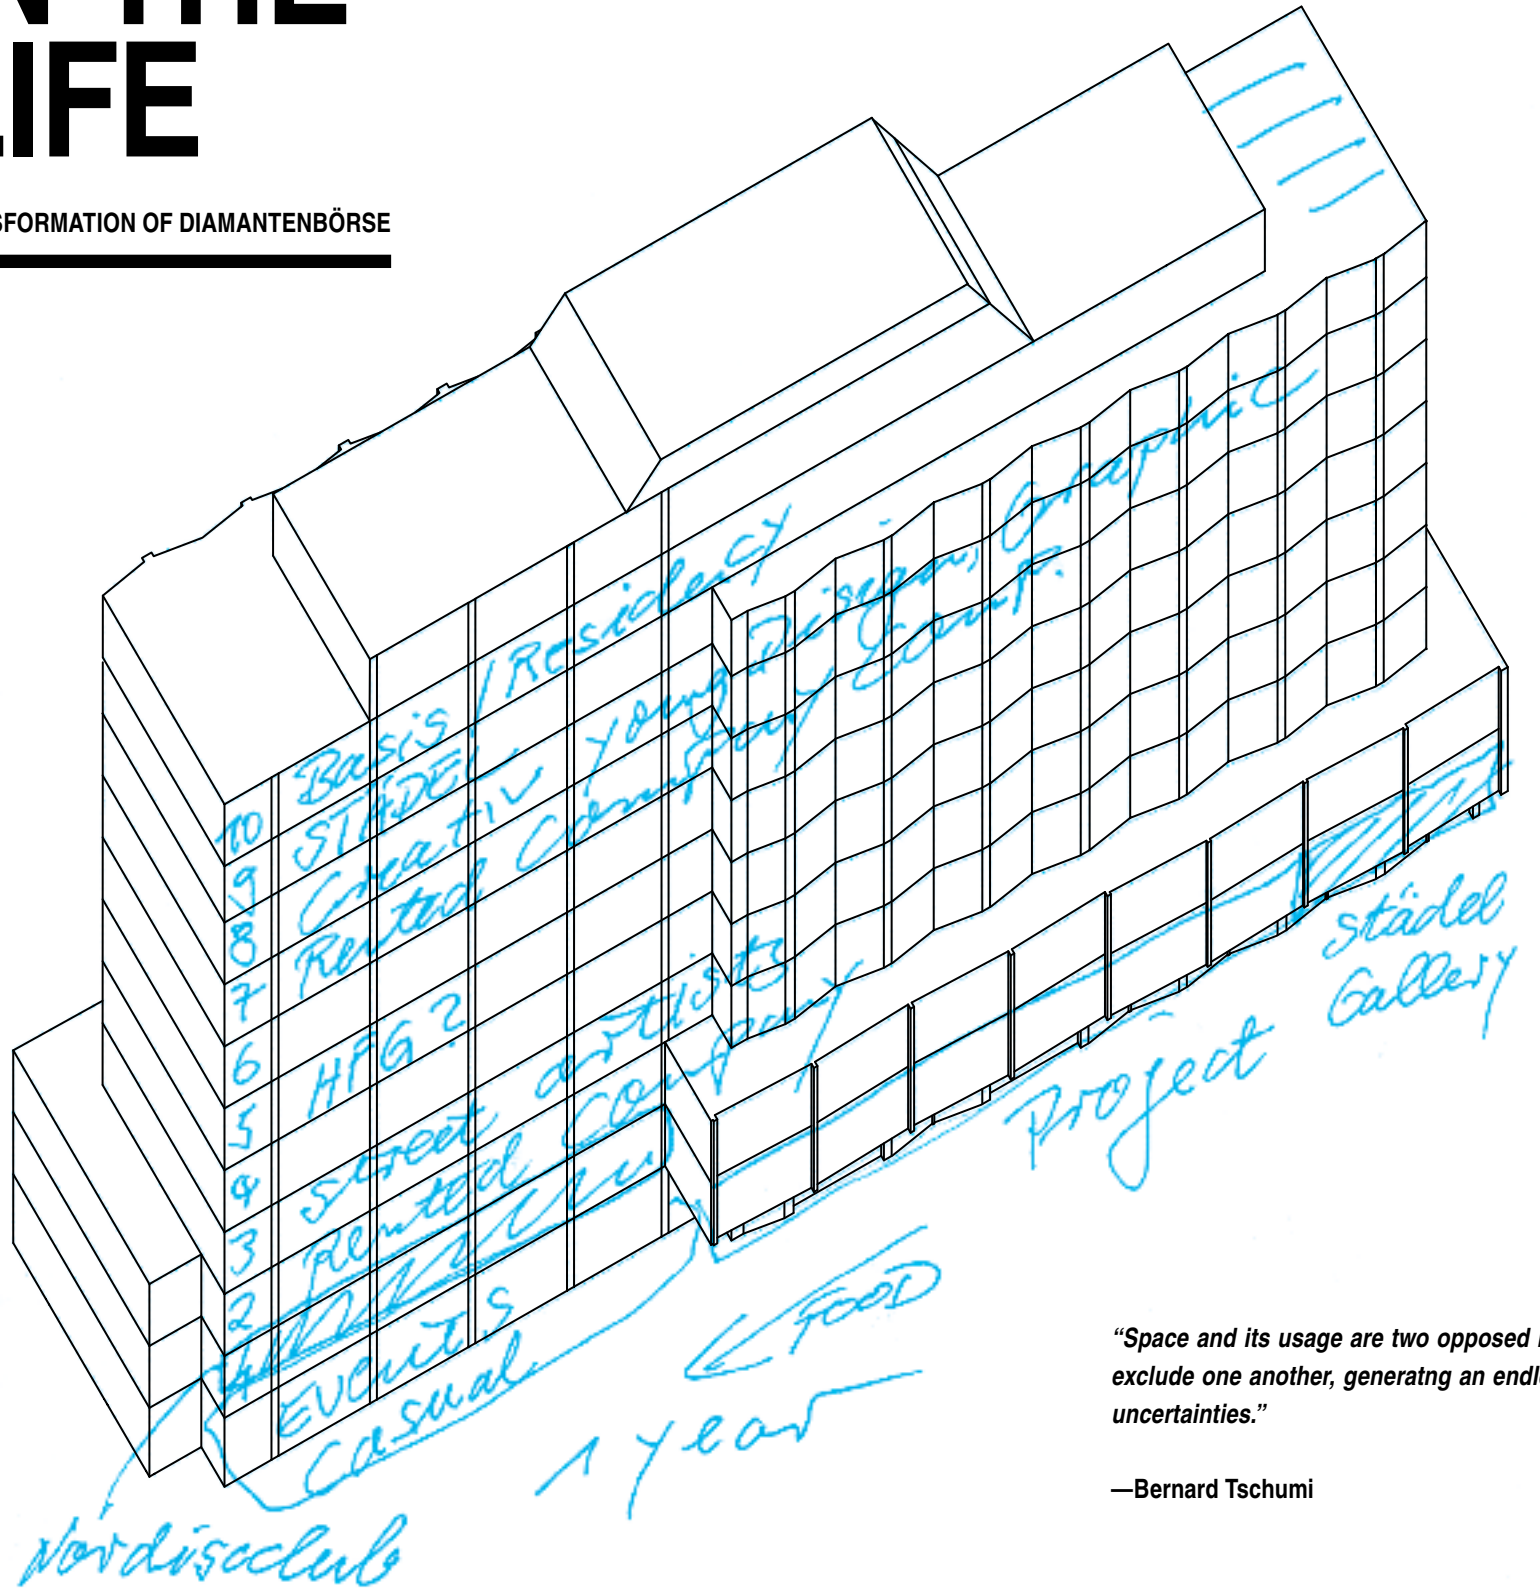 N THE
LIFE
SFORMATION OF DIAMANTENBÖRSE
10 Basis / Residency
9 STÄDEL
8 Creativ young Disegn, Graphic
7 Rented Company Comp.
6
5 HFG?
4 street artists
3 Rented Company
2
1
EVENTS
casual
Nordiscclub
FOOD
1 year
Project
städel
Gallery
“Space and its usage are two opposed
exclude one another, generatng an endl
uncertainties.”
—Bernard Tschumi